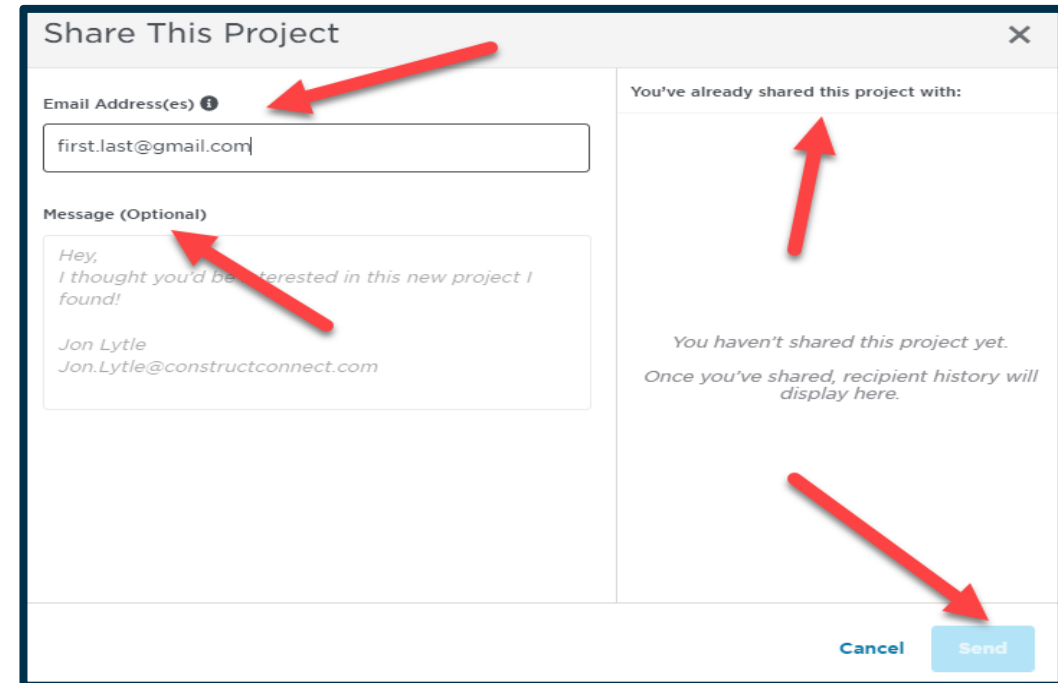 Share This Project
Email Address(es)
first.last@gmail.com
Message (Optional)
Hey,
I thought you'd be interested in this new project I
found!
Jon Lytle
Jon.Lytle@constructconnect.com
You've already shared this project with:
You haven't shared this project yet.
Once you've shared, recipient history will
display here.
Cancel
Send